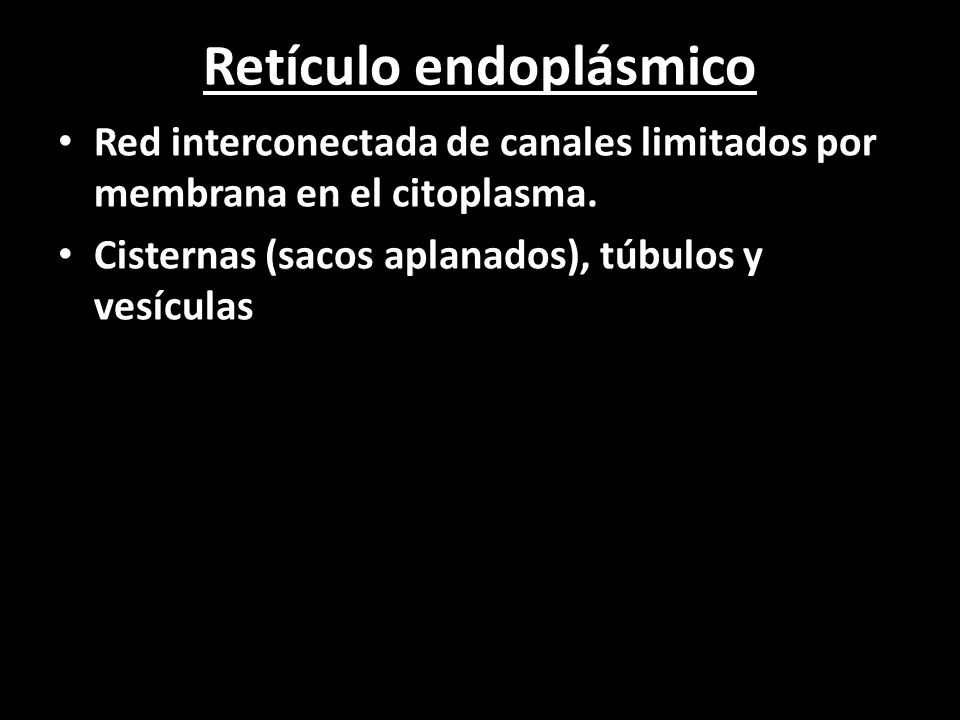 Retículo endoplásmico
• Red interconectada de canales limitados por
membrana en el citoplasma.
• Cisternas (sacos aplanados), túbulos y
vesículas